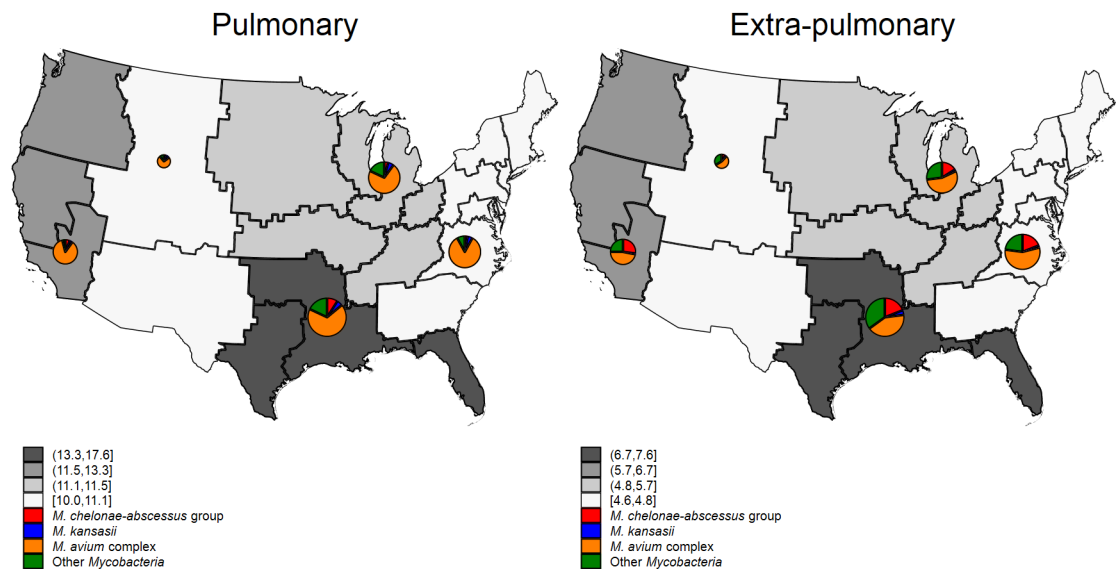 Pulmonary
Extra-pulmonary
(13.3,17.6]
(11.5,13.3]
(11.1,11.5]
[10.0,11.1]
M. chelonae-abscessus group
M. kansasii
M. avium complex
Other Mycobacteria
(6.7,7.6]
(5.7,6.7]
(4.8,5.7]
[4.6,4.8]
M. chelonae-abscessus group
M. kansasii
M. avium complex
Other Mycobacteria